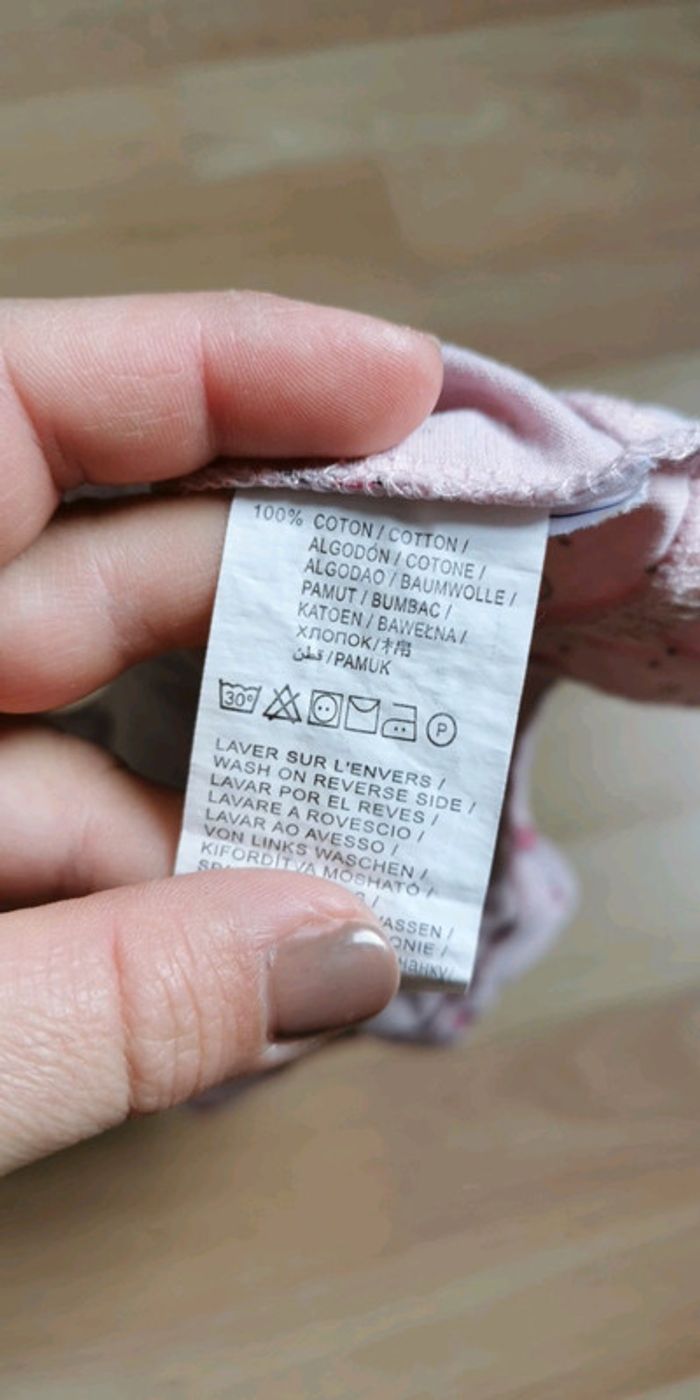 100% COTON / COTTON /
ALGODÓN / COTONE /
ALGODAO / BAUMWOLLE /
PAMUT / BUMBAC /
KATOEN / BAWEŁNA /
ХЛОПОК/棉
قطن /PAMUK
30°
P
LAVER SUR L'ENVERS /
WASH ON REVERSE SIDE /
LAVAR POR EL REVES /
LAVARE A ROVESCIO /
LAVAR AO AVESSO /
VON LINKS WASCHEN /
KIFORDÍTVA MOSHATÓ /